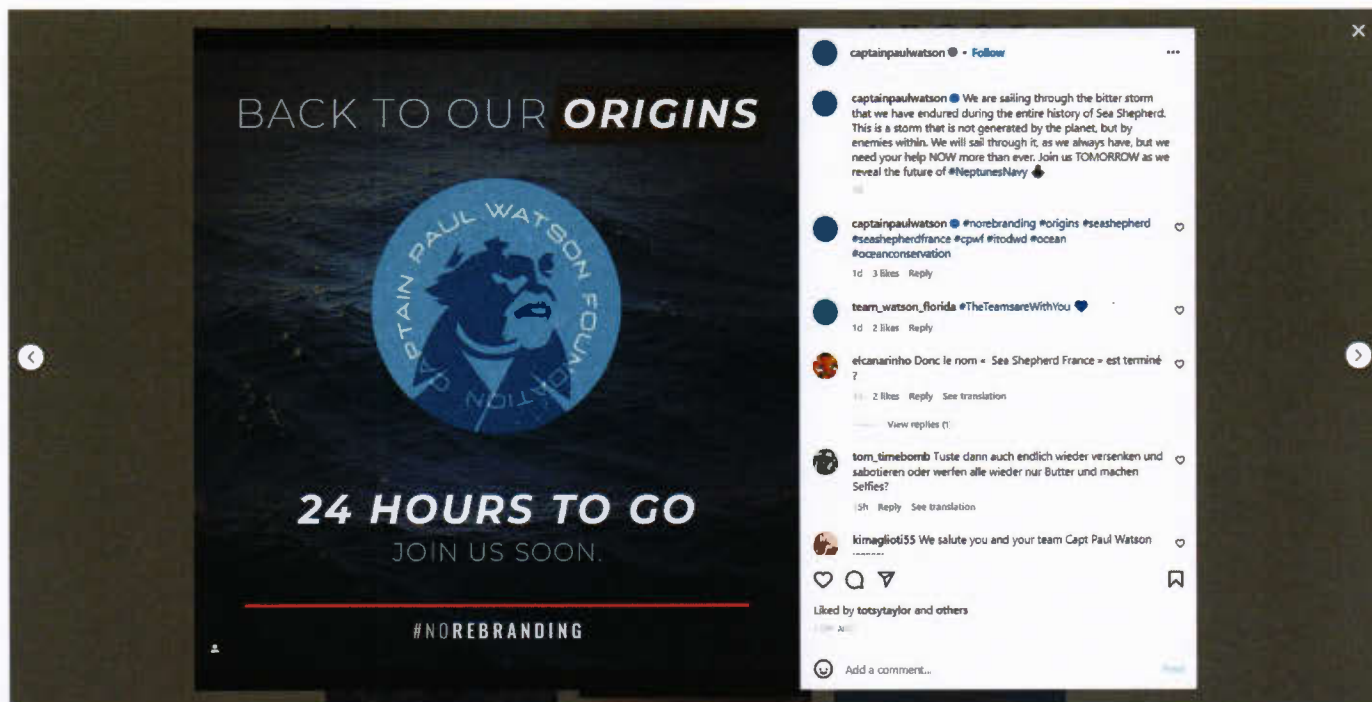 BACK TO OUR ORIGINS
PTAIN PAUL WATSON FOUNDATION
24 HOURS TO GO
JOIN US SOON.
#NOREBRANDING
captainpaulwatson • Follow
captainpaulwatson We are sailing through the bitter storm
that we have endured during the entire history of Sea Shepherd.
This is a storm that is not generated by the planet, but by
enemies within. We will sail through it, as we always have, but we
need your help NOW more than ever. Join us TOMORROW as we
reveal the future of #NeptunesNavy
captainpaulwatson #norebranding #origins #seashepherd
#seashepherdfrance #cpwf #itodwd #ocean
#oceanconservation
1d 3 likes Reply
team_watson_florida #TheTeamsareWithYou
1d 2 likes Reply
elcanarinho Donc le nom « Sea Shepherd France » est terminé
?
2 likes Reply See translation
View replies (1)
tom_timebomb Tuste dann auch endlich wieder versenken und
sabotieren oder werfen alle wieder nur Butter und machen
Selfies?
5h Reply See translation
kimaglioti55 We salute you and your team Capt Paul Watson
Liked by totsytaylor and others
Add a comment...